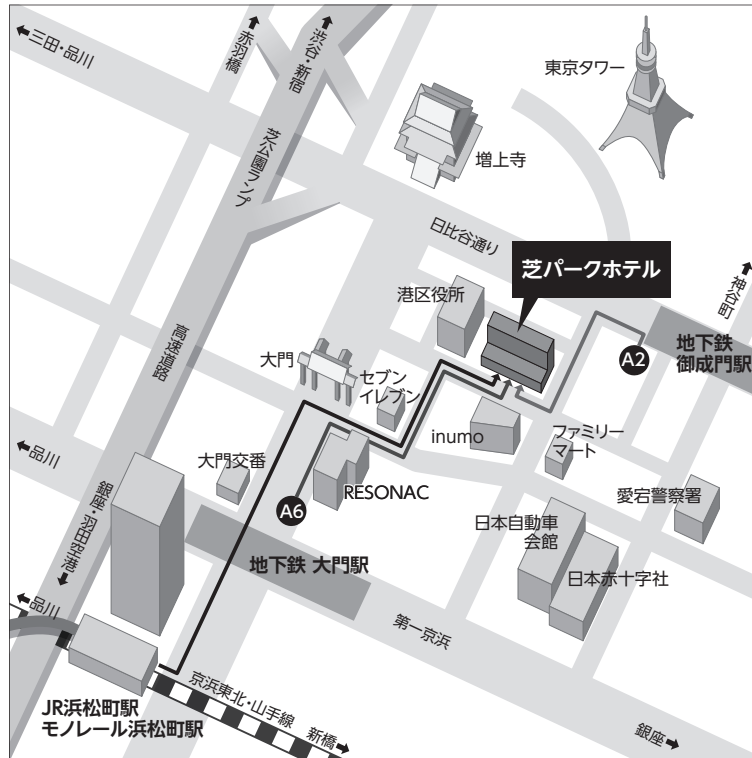 ←三田・品川
←赤羽橋
←渋谷・新宿
東京タワー
芝公園ランプ
増上寺
日比谷通り
芝パークホテル
神谷町→
港区役所
地下鉄
御成門駅
A2
高速道路
大門
セブン
イレブン
inumo
ファミリー
マート
←品川
大門交番
RESONAC
A6
愛宕警察署
日本自動車
会館
銀座・羽田空港→
地下鉄 大門駅
日本赤十字社
←品川
第一京浜
京浜東北・山手線
新橋→
JR浜松町駅
モノレール浜松町駅
銀座→